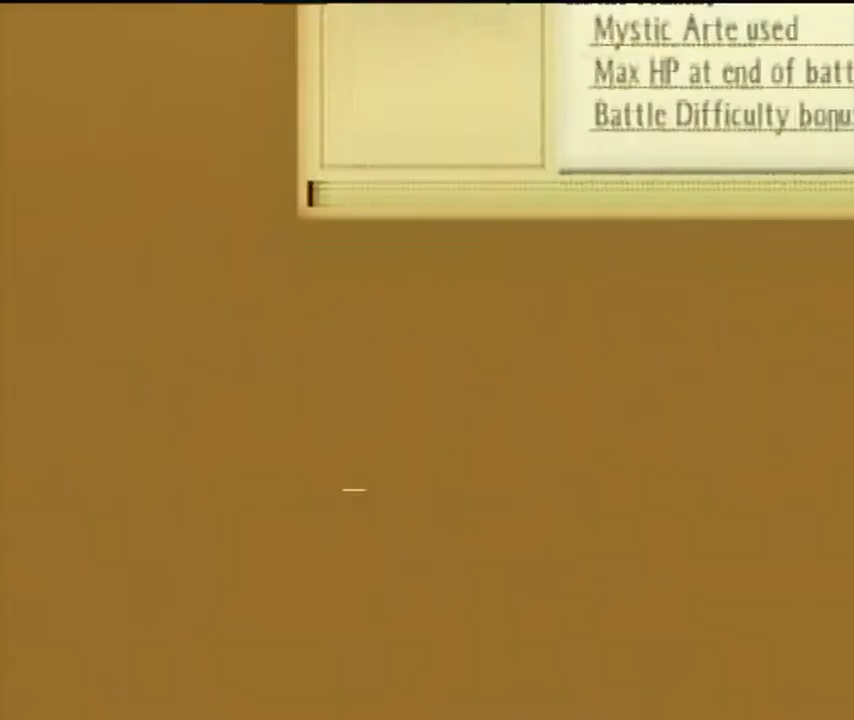 Mystic Arte used
Max HP at end of batt
Battle Difficulty bonu